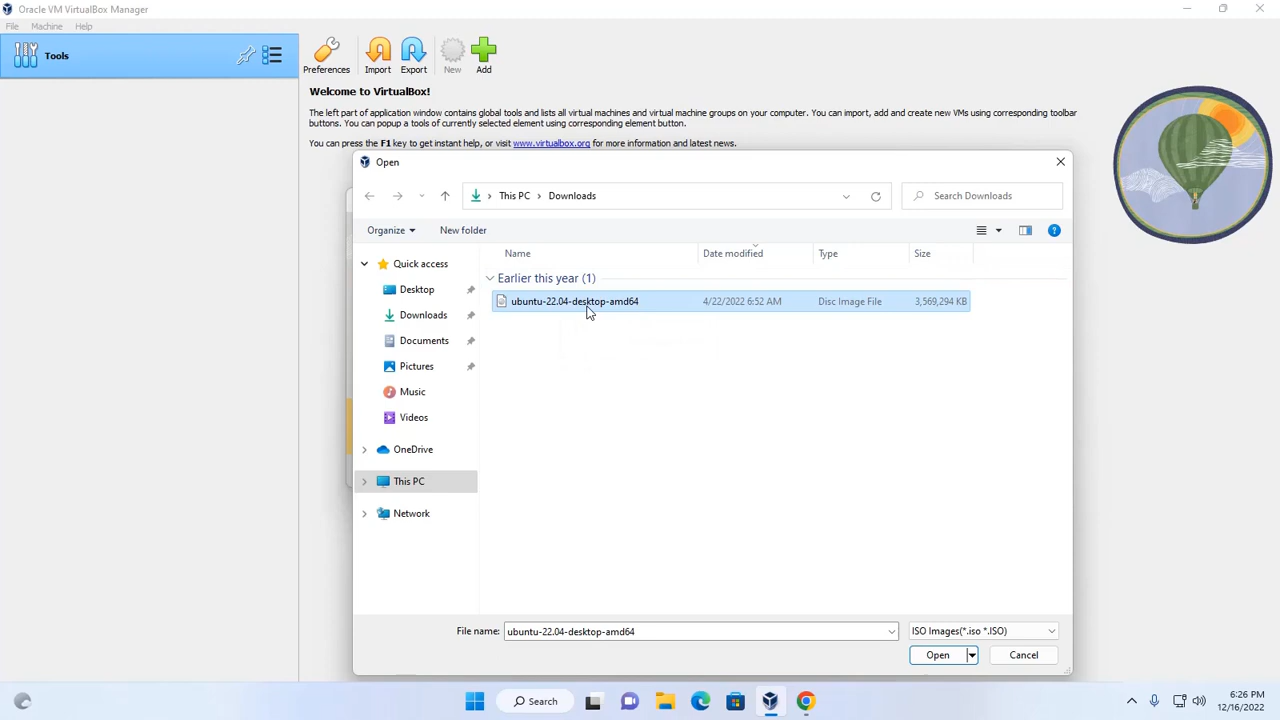 Oracle VM VirtualBox Manager
File Machine Help
Tools
Preferences Import Export New Add
Welcome to VirtualBox!
The left part of application window contains global tools and lists all virtual machines and virtual machine groups on your computer. You can import, add and create new VMs using corresponding toolbar
buttons. You can popup a tools of currently selected element using corresponding element button.
You can press the F1 key to get instant help, or visit www.virtualbox.org for more information and latest news.
Open
This PC Downloads
Search Downloads
Organize New folder
Name Date modified Type Size
Quick access
Desktop
Downloads
Documents
Pictures
Music
Videos
OneDrive
This PC
Network
Earlier this year (1)
ubuntu-22.04-desktop-amd64 4/22/2022 6:52 AM Disc Image File 3,569,294 KB
File name: ubuntu-22.04-desktop-amd64 ISO Images(*.iso *.ISO)
Open Cancel
Search
6:26 PM
12/16/2022